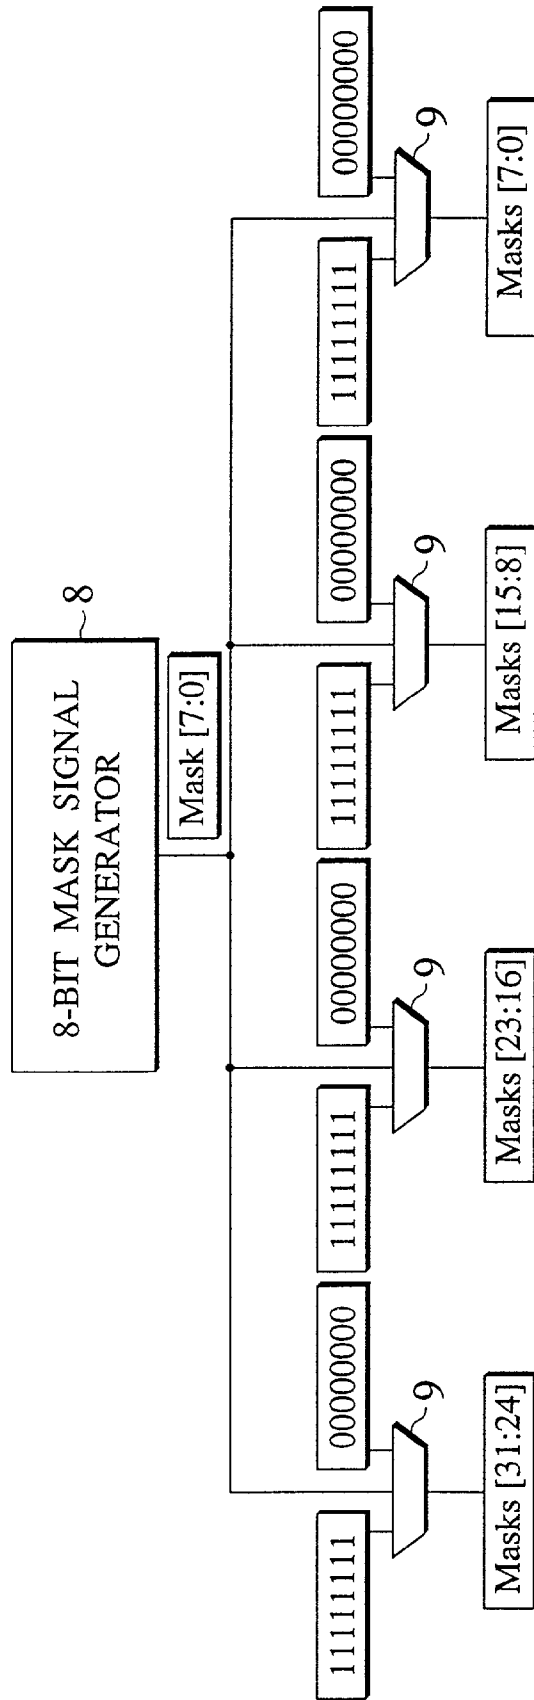 8-BIT MASK SIGNAL
GENERATOR
8
Mask [7:0]
11111111
00000000
11111111
00000000
11111111
00000000
11111111
00000000
9
9
9
9
Masks [31:24]
Masks [23:16]
Masks [15:8]
Masks [7:0]